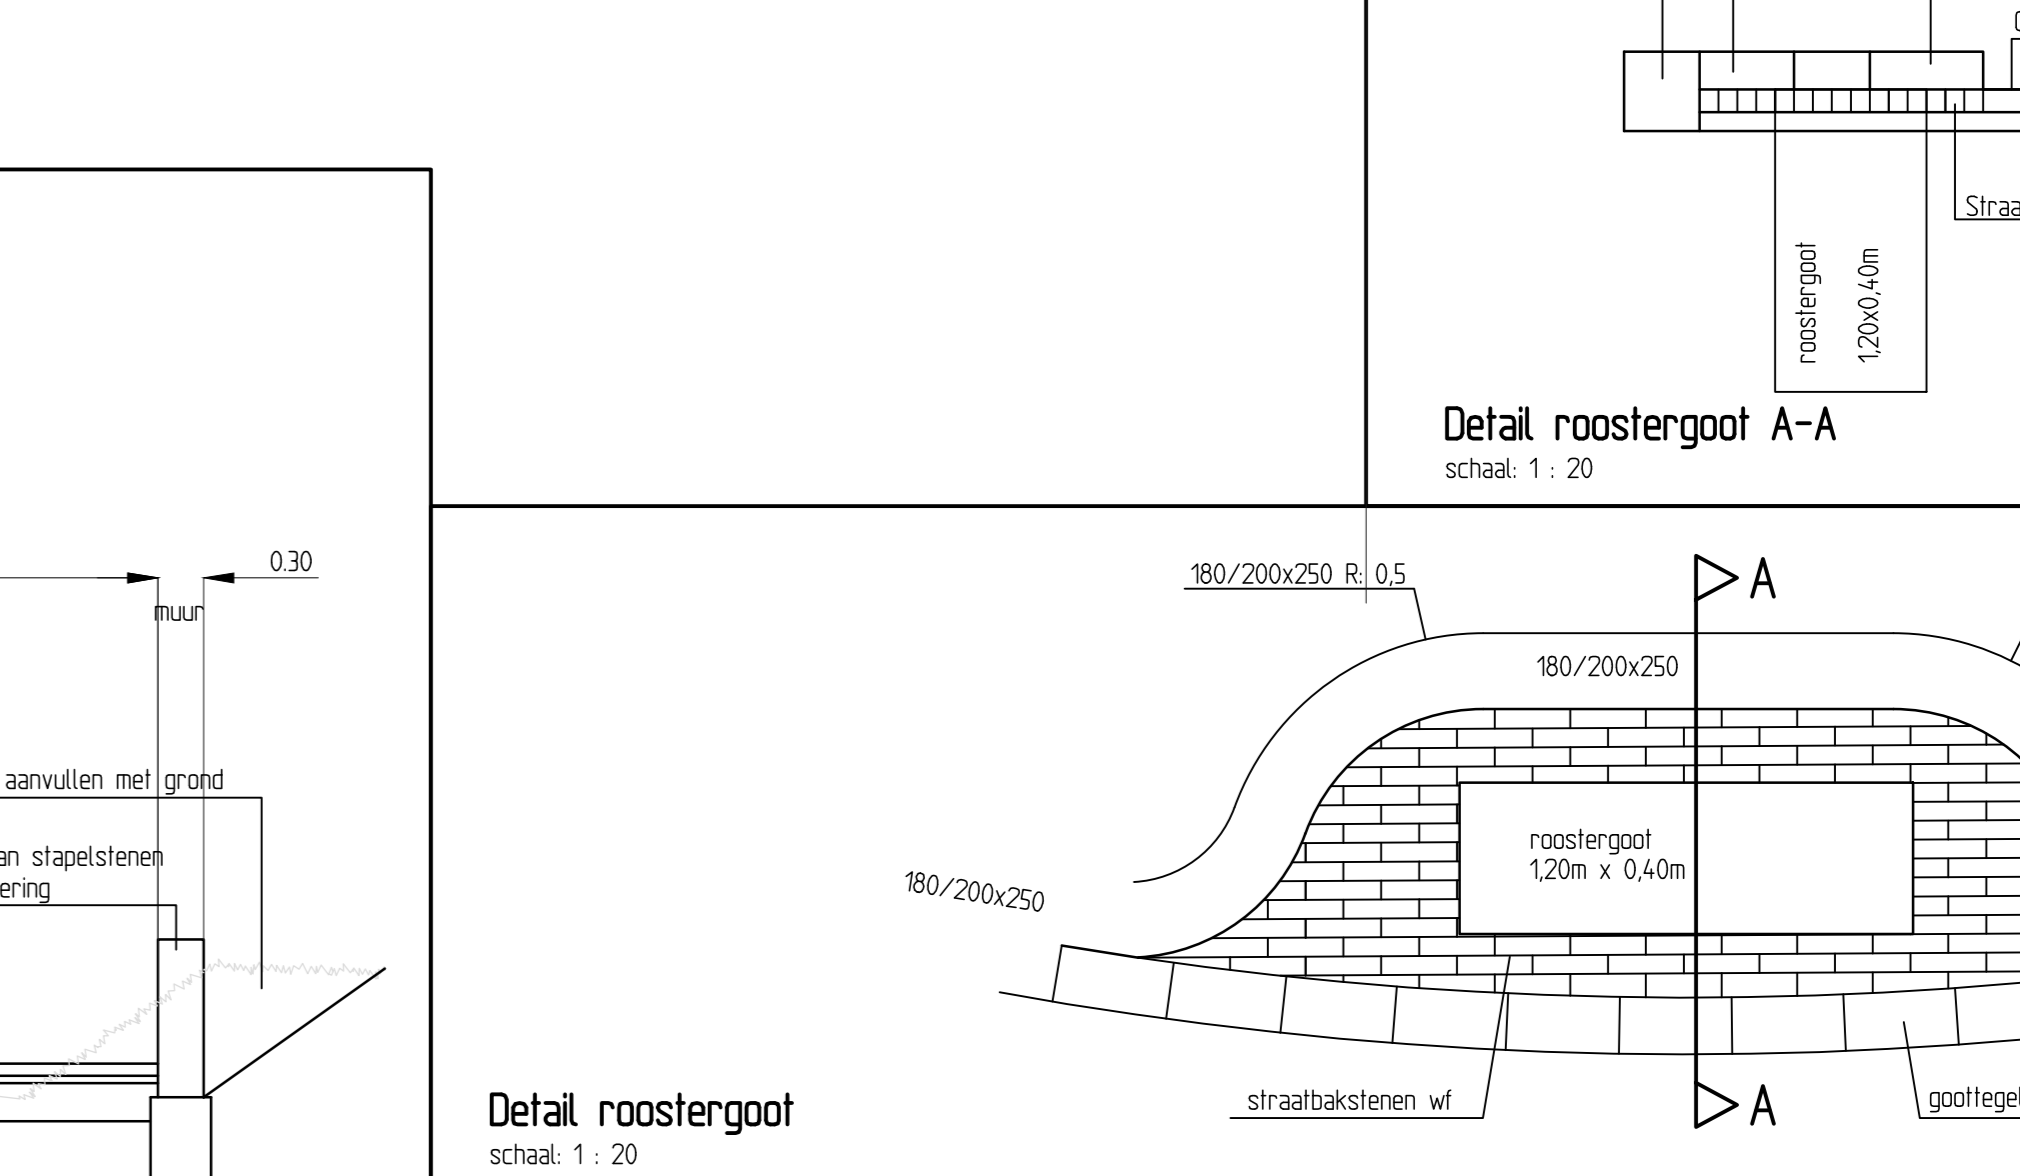 Straa
roostergoot
1,20x0,40m
Detail roostergoot A-A
schaal: 1 : 20
0.30
muur
aanvullen met grond
an stapelstenen
ering
180/200x250 R: 0,5
A
180/200x250
roostergoot
1,20m x 0,40m
180/200x250
straatbakstenen wf
A
goottegel
Detail roostergoot
schaal: 1 : 20